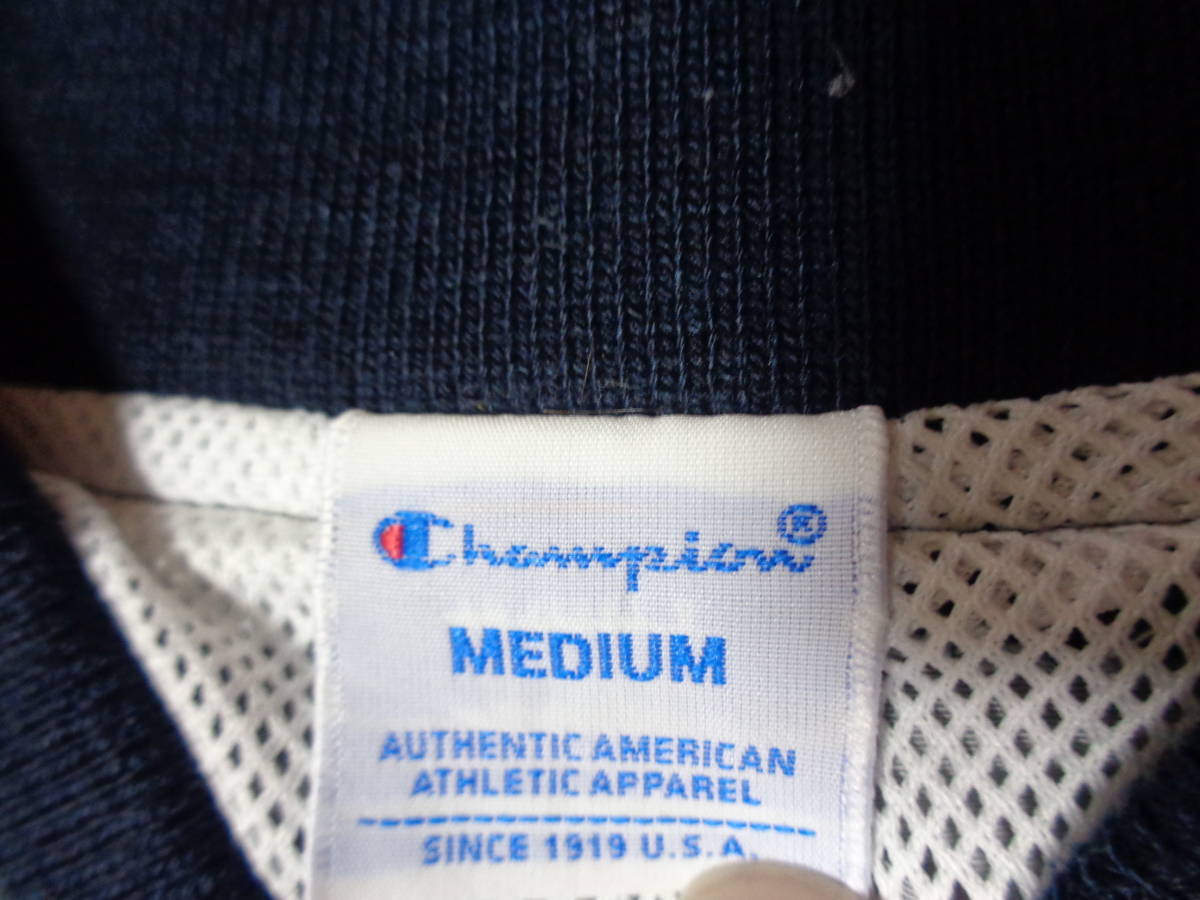 Champion®
MEDIUM
AUTHENTIC AMERICAN
ATHLETIC APPAREL
SINCE 1919 U.S.A.